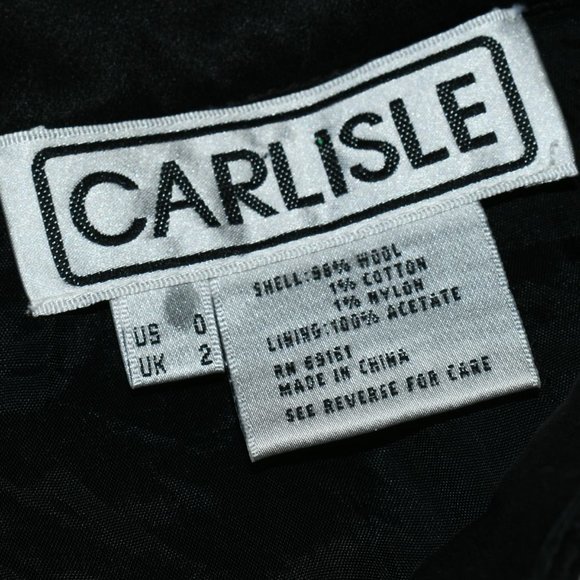 CARLISLE
US 0
UK 2
SHELL:98% WOOL
1% COTTON
1% NYLON
LINING:100% ACETATE
RN 69161
MADE IN CHINA
SEE REVERSE FOR CARE